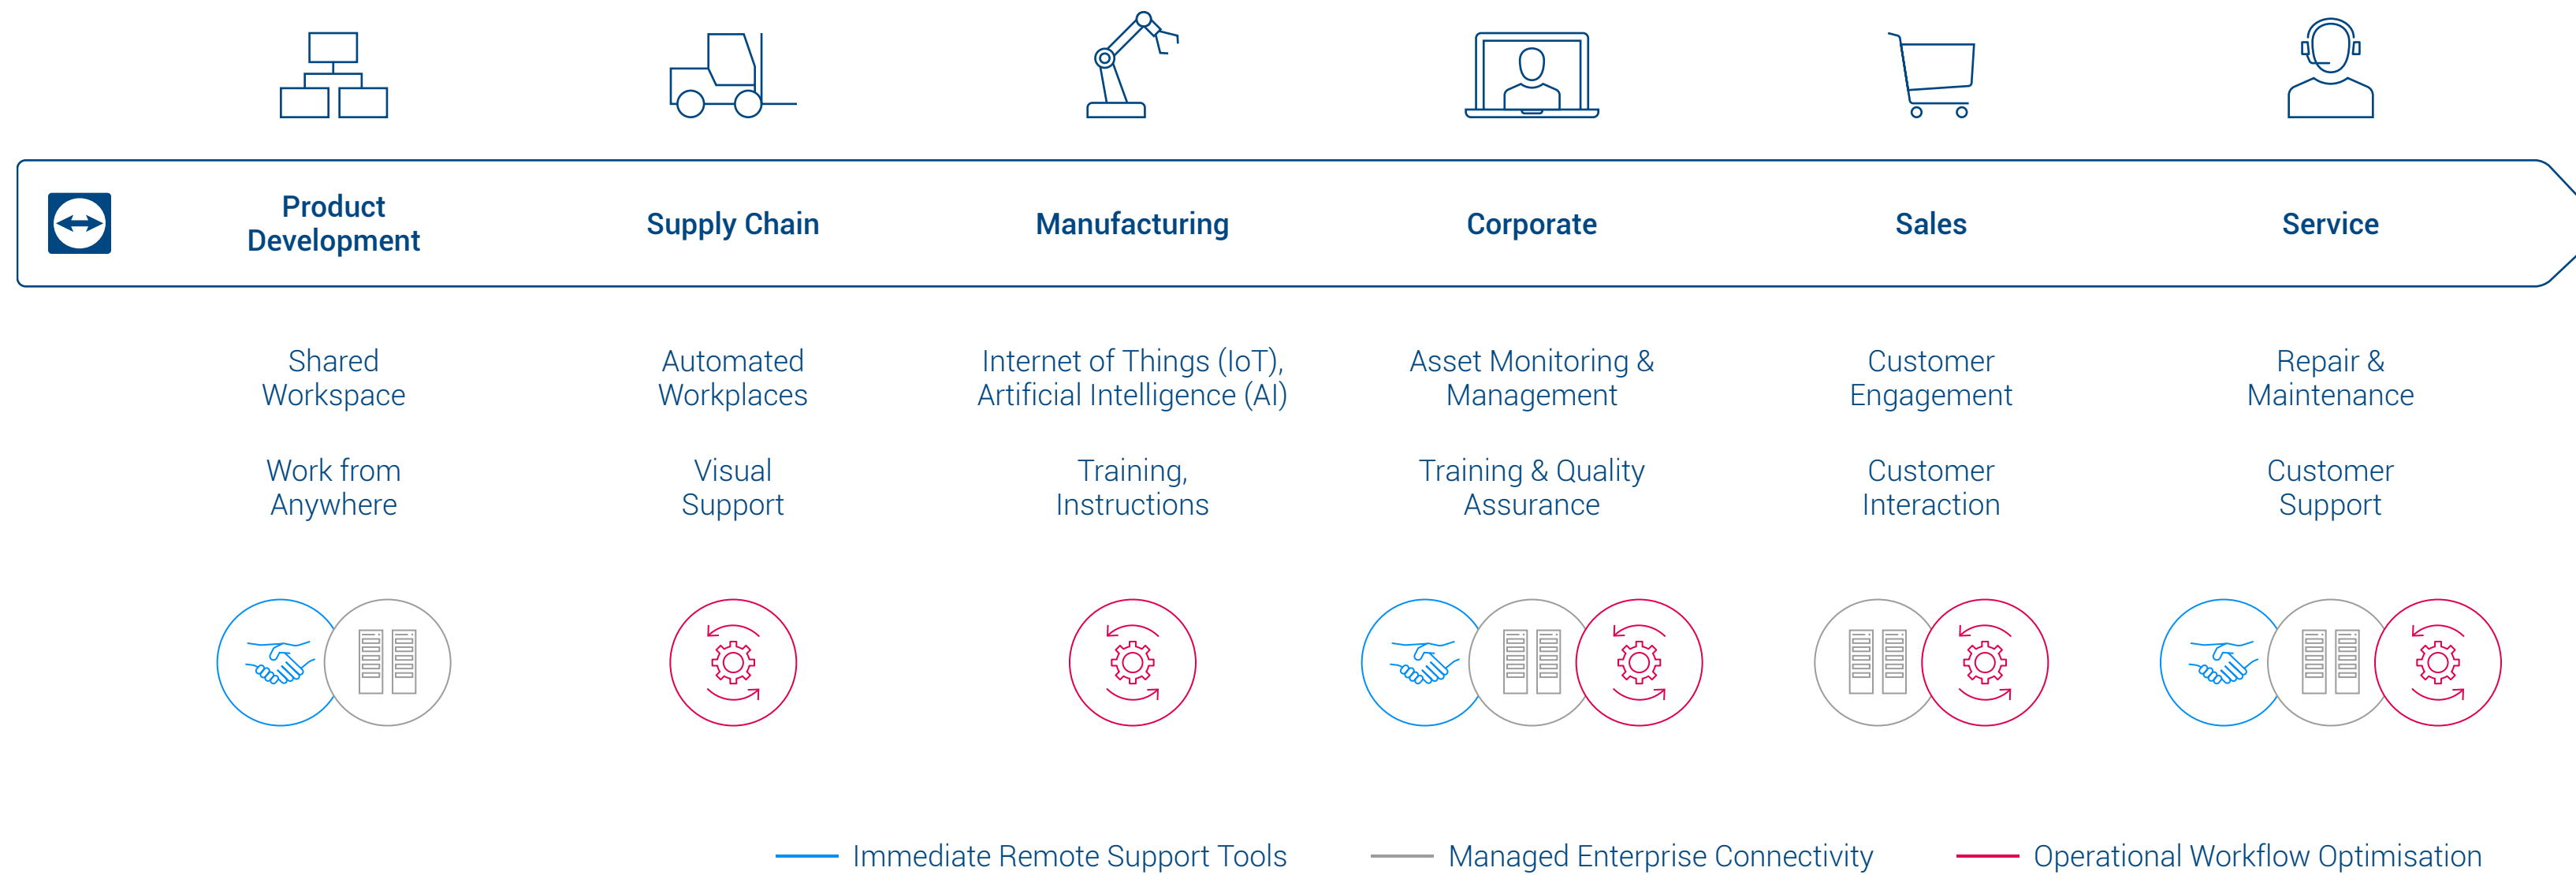 Product
Development
Supply Chain
Manufacturing
Corporate
Sales
Service
Shared
Workspace
Automated
Workplaces
Internet of Things (IoT),
Artificial Intelligence (AI)
Asset Monitoring &
Management
Customer
Engagement
Repair &
Maintenance
Work from
Anywhere
Visual
Support
Training,
Instructions
Training & Quality
Assurance
Customer
Interaction
Customer
Support
Immediate Remote Support Tools
Managed Enterprise Connectivity
Operational Workflow Optimisation